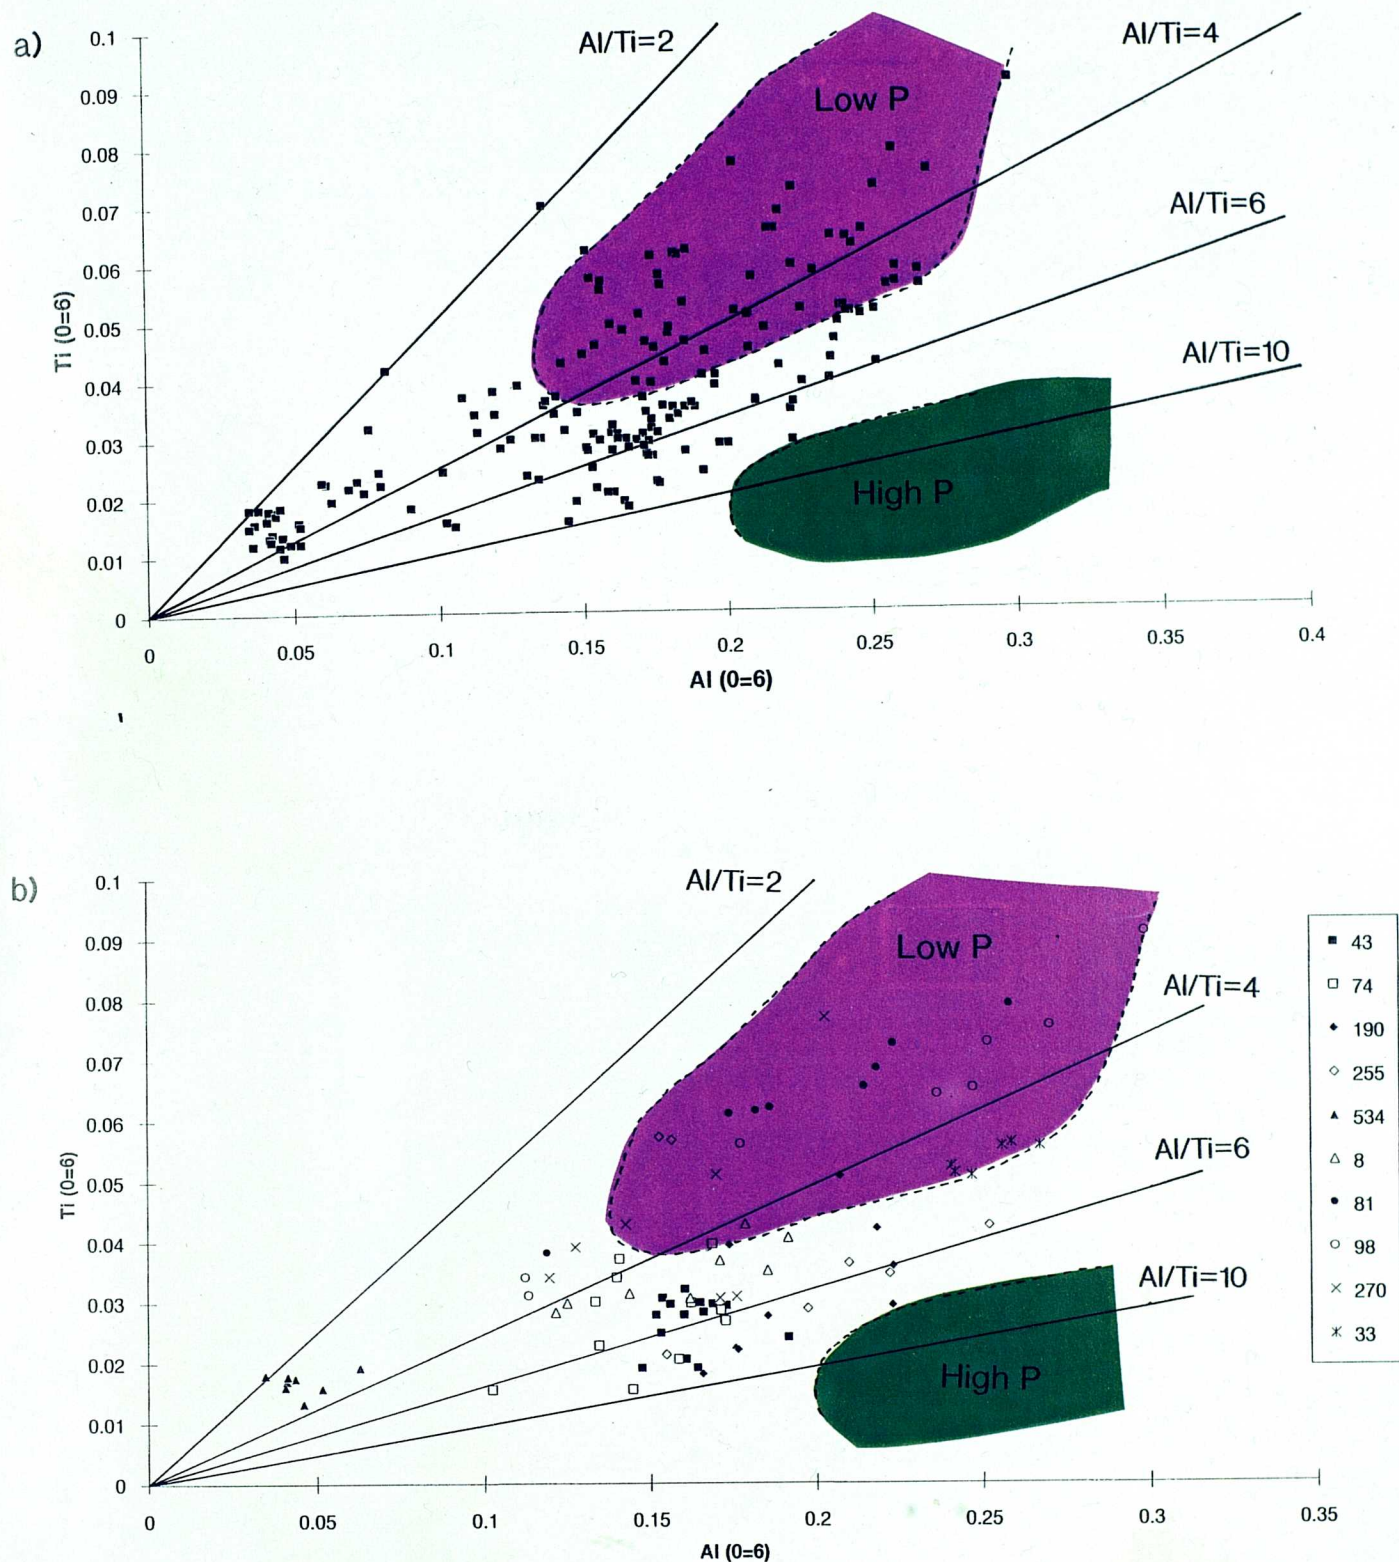 a)
Al/Ti=2
Al/Ti=4
Low P
Al/Ti=6
Al/Ti=10
High P
0.1
0.09
0.08
0.07
0.06
0.05
0.04
0.03
0.02
0.01
0
Ti (0=6)
0 0.05 0.1 0.15 0.2 0.25 0.3 0.35 0.4
Al (0=6)
b)
Al/Ti=2
Low P
Al/Ti=4
Al/Ti=6
Al/Ti=10
High P
0.1
0.09
0.08
0.07
0.06
0.05
0.04
0.03
0.02
0.01
0
Ti (0=6)
0 0.05 0.1 0.15 0.2 0.25 0.3 0.35
Al (0=6)
43
74
190
255
534
8
81
98
270
33